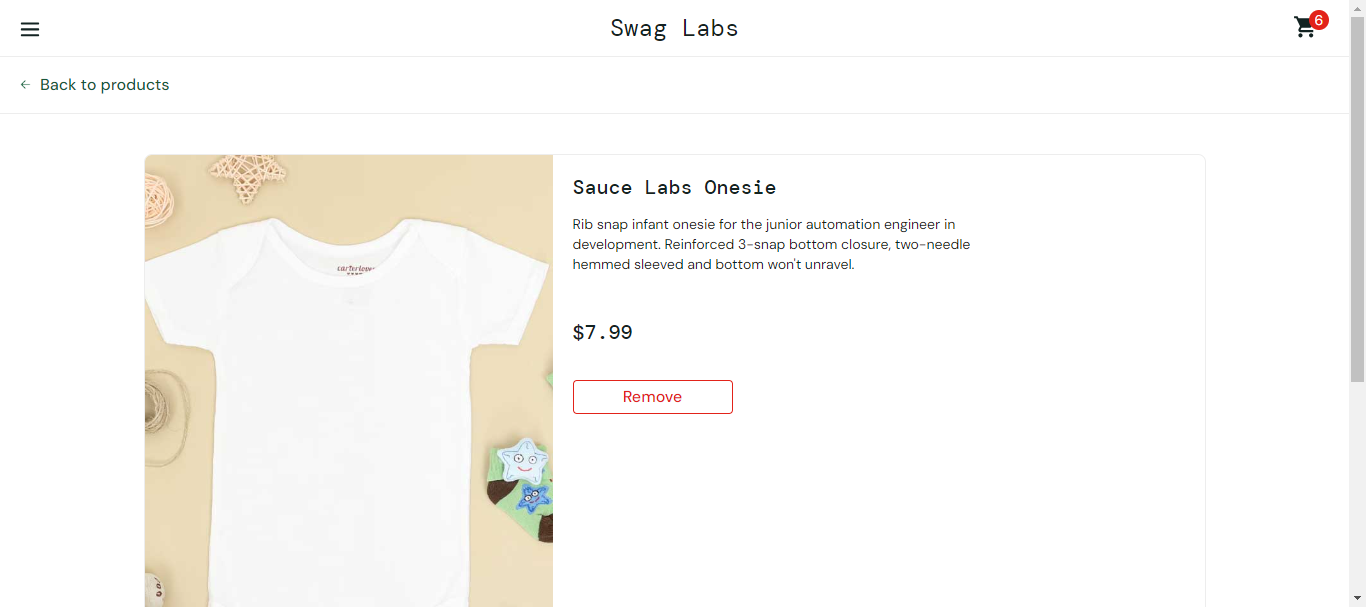 Swag Labs
6
Back to products
Sauce Labs Onesie
Rib snap infant onesie for the junior automation engineer in
development. Reinforced 3-snap bottom closure, two-needle
hemmed sleeved and bottom won't unravel.
$7.99
Remove